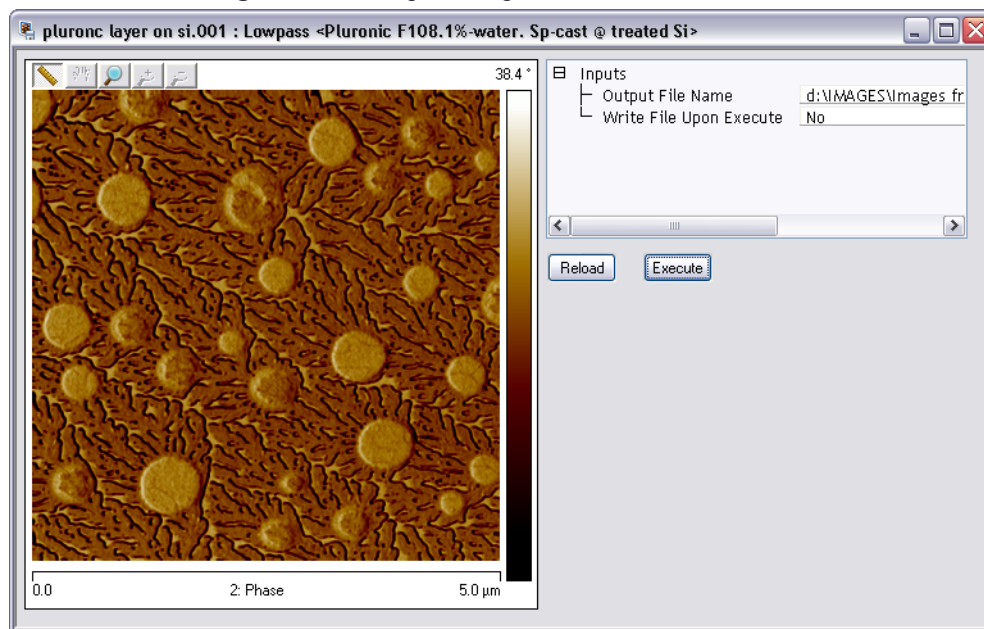 pluronc layer on si.001 : Lowpass <Pluronic F108.1%-water. Sp-cast @ treated Si>
38.4 °
Inputs
Output File Name d:\IMAGES\Images fr
Write File Upon Execute No
Reload Execute
0.0 2: Phase 5.0 µm